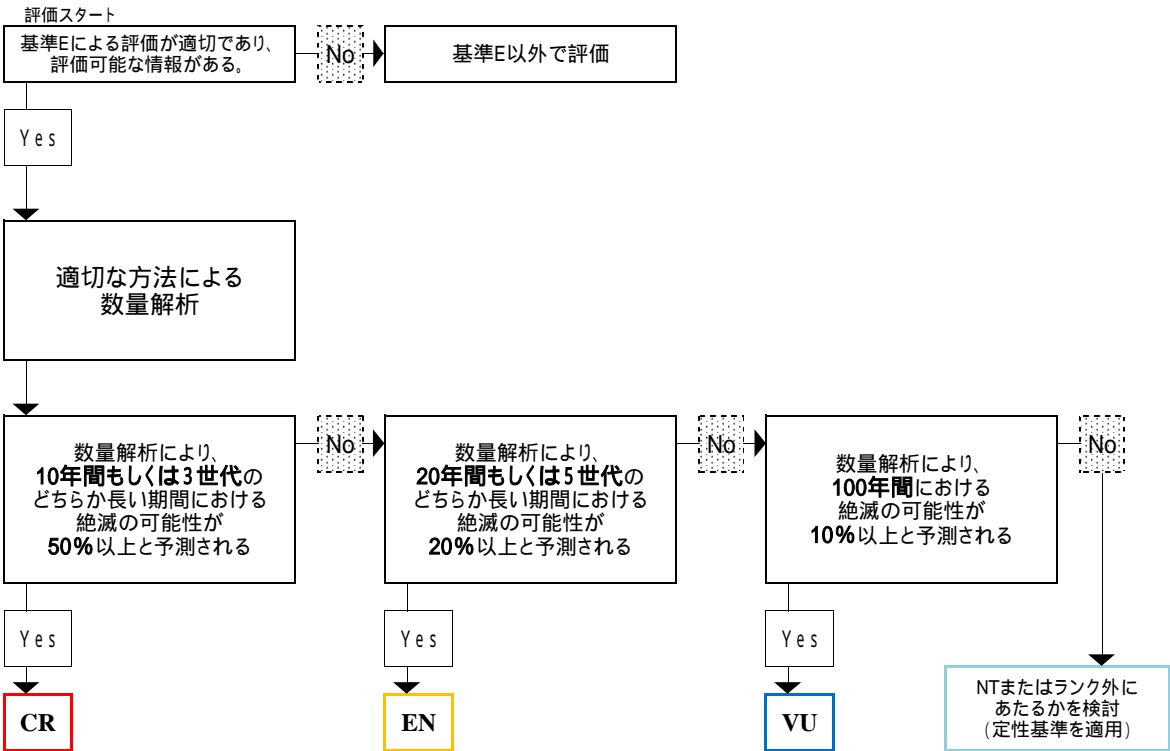 評価スタート
基準Eによる評価が適切であり、
評価可能な情報がある。
No
基準E以外で評価
Yes
適切な方法による
数量解析
数量解析により、
10年間もしくは3世代の
どちらか長い期間における
絶滅の可能性が
50%以上と予測される
No
数量解析により、
20年間もしくは5世代の
どちらか長い期間における
絶滅の可能性が
20%以上と予測される
No
数量解析により、
100年間における
絶滅の可能性が
10%以上と予測される
No
Yes
Yes
Yes
CR
EN
VU
NTまたはランク外に
あたるかを検討
(定性基準を適用)